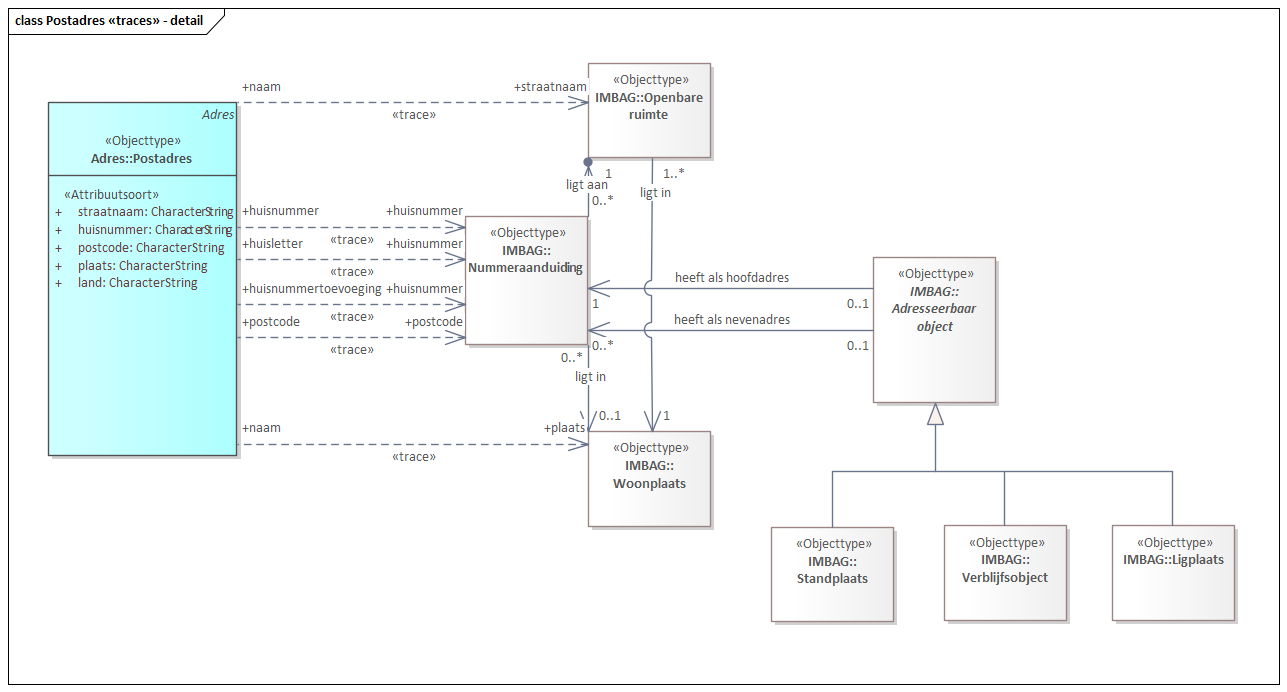 class Postadres «traces» - detail
Adres
«Objecttype»
Adres::Postadres
«Attribuutsoort»
+ straatnaam: CharacterString
+ huisnummer: CharacterString
+ postcode: CharacterString
+ plaats: CharacterString
+ land: CharacterString
+naam
+straatnaam
«trace»
«Objecttype»
IMBAG::Openbare
ruimte
1
ligt aan
0..*
1..*
ligt in
+huisnummer
+huisnummer
«trace»
+huisletter
+huisnummer
«trace»
+huisnummertoevoeging
+huisnummer
«trace»
+postcode
+postcode
«trace»
«Objecttype»
IMBAG::
Nummeraanduiding
heeft als hoofdadres
1
0..1
heeft als nevenadres
0..*
0..1
«Objecttype»
IMBAG::
Adresseerbaar
object
0..*
ligt in
0..1
1
+naam
+plaats
«trace»
«Objecttype»
IMBAG::
Woonplaats
«Objecttype»
IMBAG::
Standplaats
«Objecttype»
IMBAG::
Verblijfsobject
«Objecttype»
IMBAG::Ligplaats